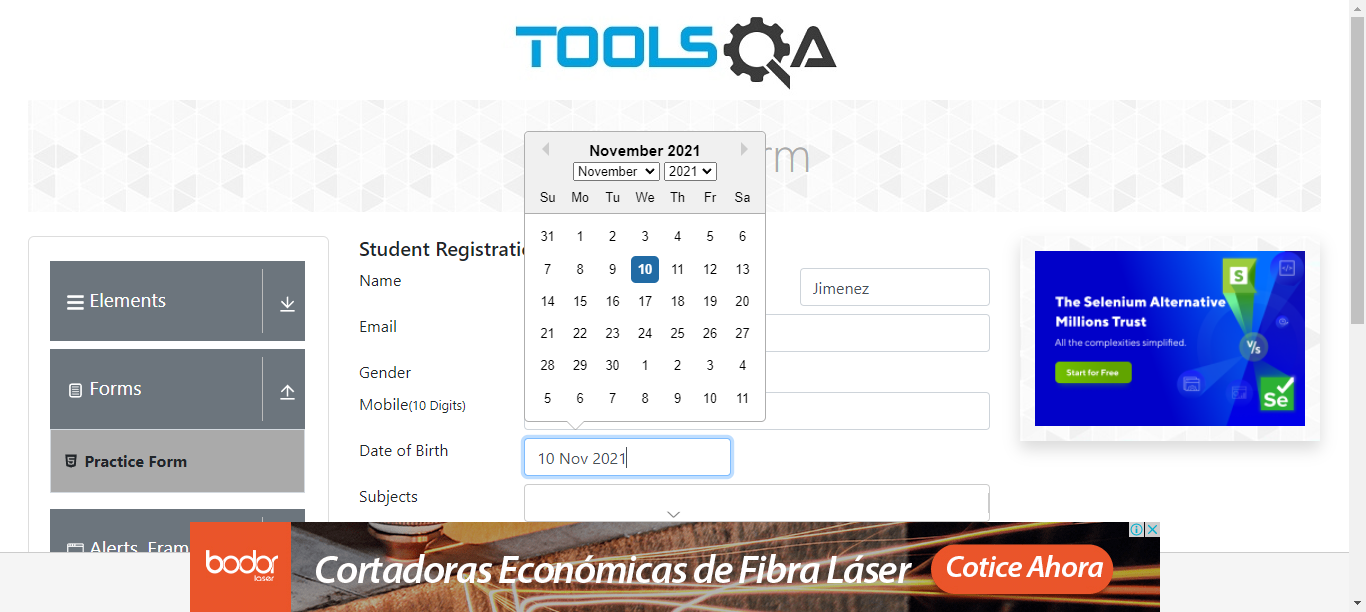 TOOLSQA
rm
November 2021
November 2021
Su Mo Tu We Th Fr Sa
31 1 2 3 4 5 6
7 8 9 10 11 12 13
14 15 16 17 18 19 20
21 22 23 24 25 26 27
28 29 30 1 2 3 4
5 6 7 8 9 10 11
Elements
Forms
Practice Form
Alerts, Fram
Student Registrati
Name
Jimenez
Email
Gender
Mobile(10 Digits)
Date of Birth
10 Nov 2021
Subjects
S
The Selenium Alternative
Millions Trust
All the complexities simplified.
Start for Free
V/s
Se
bodor
laser
Cortadoras Económicas de Fibra Láser
Cotice Ahora